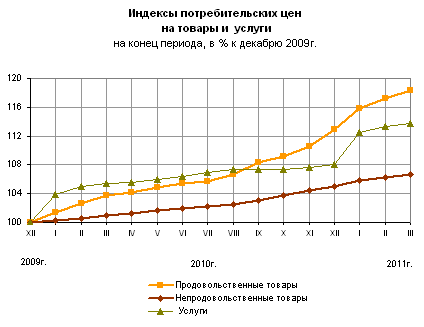 Индексы потребительских цен
на товары и услуги
на конец периода, в % к декабрю 2009г.
120
116
112
108
104
100
XII I II III IV V VI VII VIII IX X XI XII I II III
2009г. 2010г. 2011г.
Продовольственные товары
Непродовольственные товары
Услуги